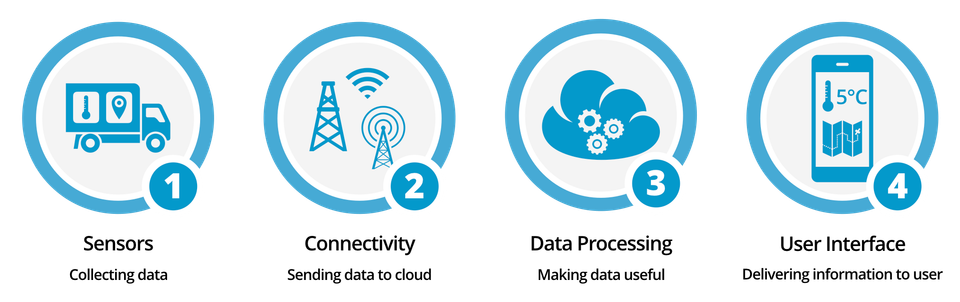 5°C
1
2
3
4
Sensors
Connectivity
Data Processing
User Interface
Collecting data
Sending data to cloud
Making data useful
Delivering information to user